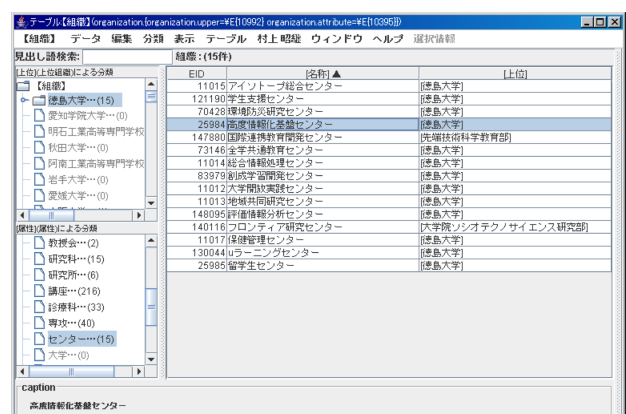 テーブル【組織】(organization.{organization.upper=¥E{10992} organization.attribute=¥E{10395}})
【組織】 データ 編集 分類 表示 テーブル 村上 昭継 ウィンドウ ヘルプ 選択情報
見出し語検索:
組織:(15件)
[上位](上位組織)による分類
【組織】
徳島大学…(15)
愛知学院大学…(0)
明石工業高等専門学校
秋田大学…(0)
阿南工業高等専門学校
岩手大学…(0)
愛媛大学…(0)
[属性](属性)による分類
教授会…(2)
研究科…(15)
研究所…(6)
講座…(216)
診療科…(33)
専攻…(40)
センター…(15)
大学…(0)
EID [名称]▲ [上位]
11015 アイソトープ総合センター [徳島大学]
121190 学生支援センター [徳島大学]
70428 環境防災研究センター [徳島大学]
25984 高度情報化基盤センター [徳島大学]
147880 国際連携教育開発センター [先端技術科学教育部]
73146 全学共通教育センター [徳島大学]
11014 総合情報処理センター [徳島大学]
83979 創成学習開発センター [徳島大学]
11012 大学開放実践センター [徳島大学]
11013 地域共同研究センター [徳島大学]
148095 評価情報分析センター [徳島大学]
140116 フロンティア研究センター [大学院ソシオテクノサイエンス研究部]
11017 保健管理センター [徳島大学]
130044 uラーニングセンター [徳島大学]
25985 留学生センター [徳島大学]
caption
高度情報化基盤センター